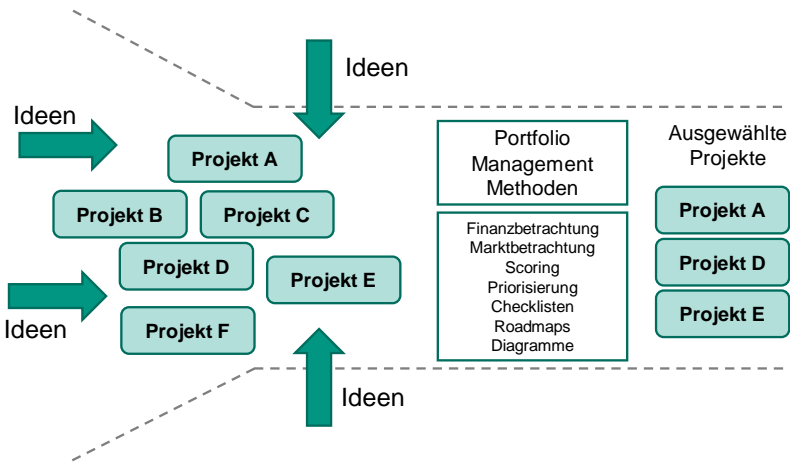 Ideen
Ideen
Projekt A
Projekt B
Projekt C
Projekt D
Projekt E
Projekt F
Ideen
Ideen
Portfolio
Management
Methoden
Finanzbetrachtung
Marktbetrachtung
Scoring
Priorisierung
Checklisten
Roadmaps
Diagramme
Ausgewählte
Projekte
Projekt A
Projekt D
Projekt E